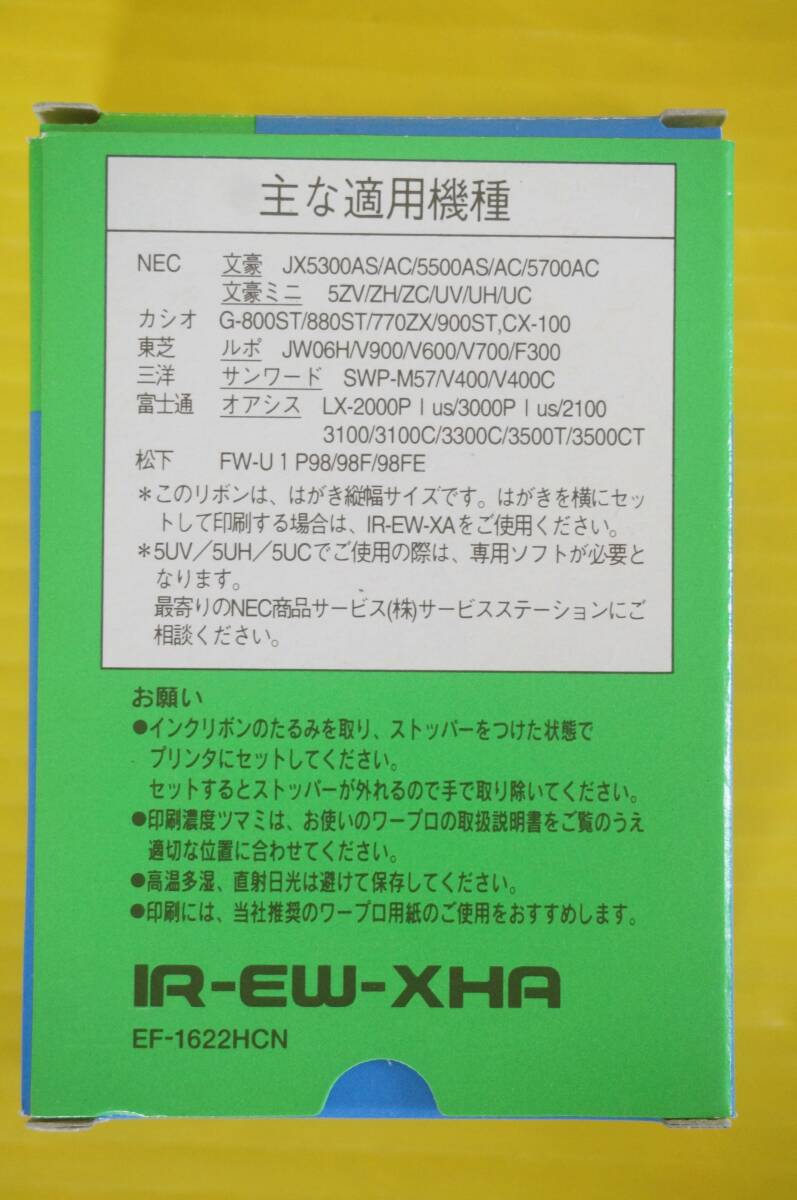 主な適用機種
NEC 文豪 JX5300AS/AC/5500AS/AC/5700AC
文豪ミニ 5ZV/ZH/ZC/UV/UH/UC
カシオ G-800ST/880ST/770ZX/900ST,CX-100
東芝 ルポ JW06H/V900/V600/V700/F300
三洋 サンワード SWP-M57/V400/V400C
富士通 オアシス LX-2000Plus/3000Plus/2100
3100/3100C/3300C/3500T/3500CT
松下 FW-U1P98/98F/98FE
＊このリボンは、はがき縦幅サイズです。はがきを横にセッ
トして印刷する場合は、IR-EW-XAをご使用ください。
＊5UV／5UH／5UCでご使用の際は、専用ソフトが必要と
なります。
最寄りのNEC商品サービス(株)サービスステーションにご
相談ください。
お願い
●インクリボンのたるみを取り、ストッパーをつけた状態で
プリンタにセットしてください。
セットするとストッパーが外れるので手で取り除いてください。
●印刷濃度ツマミは、お使いのワープロの取扱説明書をご覧のうえ
適切な位置に合わせてください。
●高温多湿、直射日光は避けて保存してください。
●印刷には、当社推奨のワープロ用紙のご使用をおすすめします。
IR-EW-XHA
EF-1622HCN